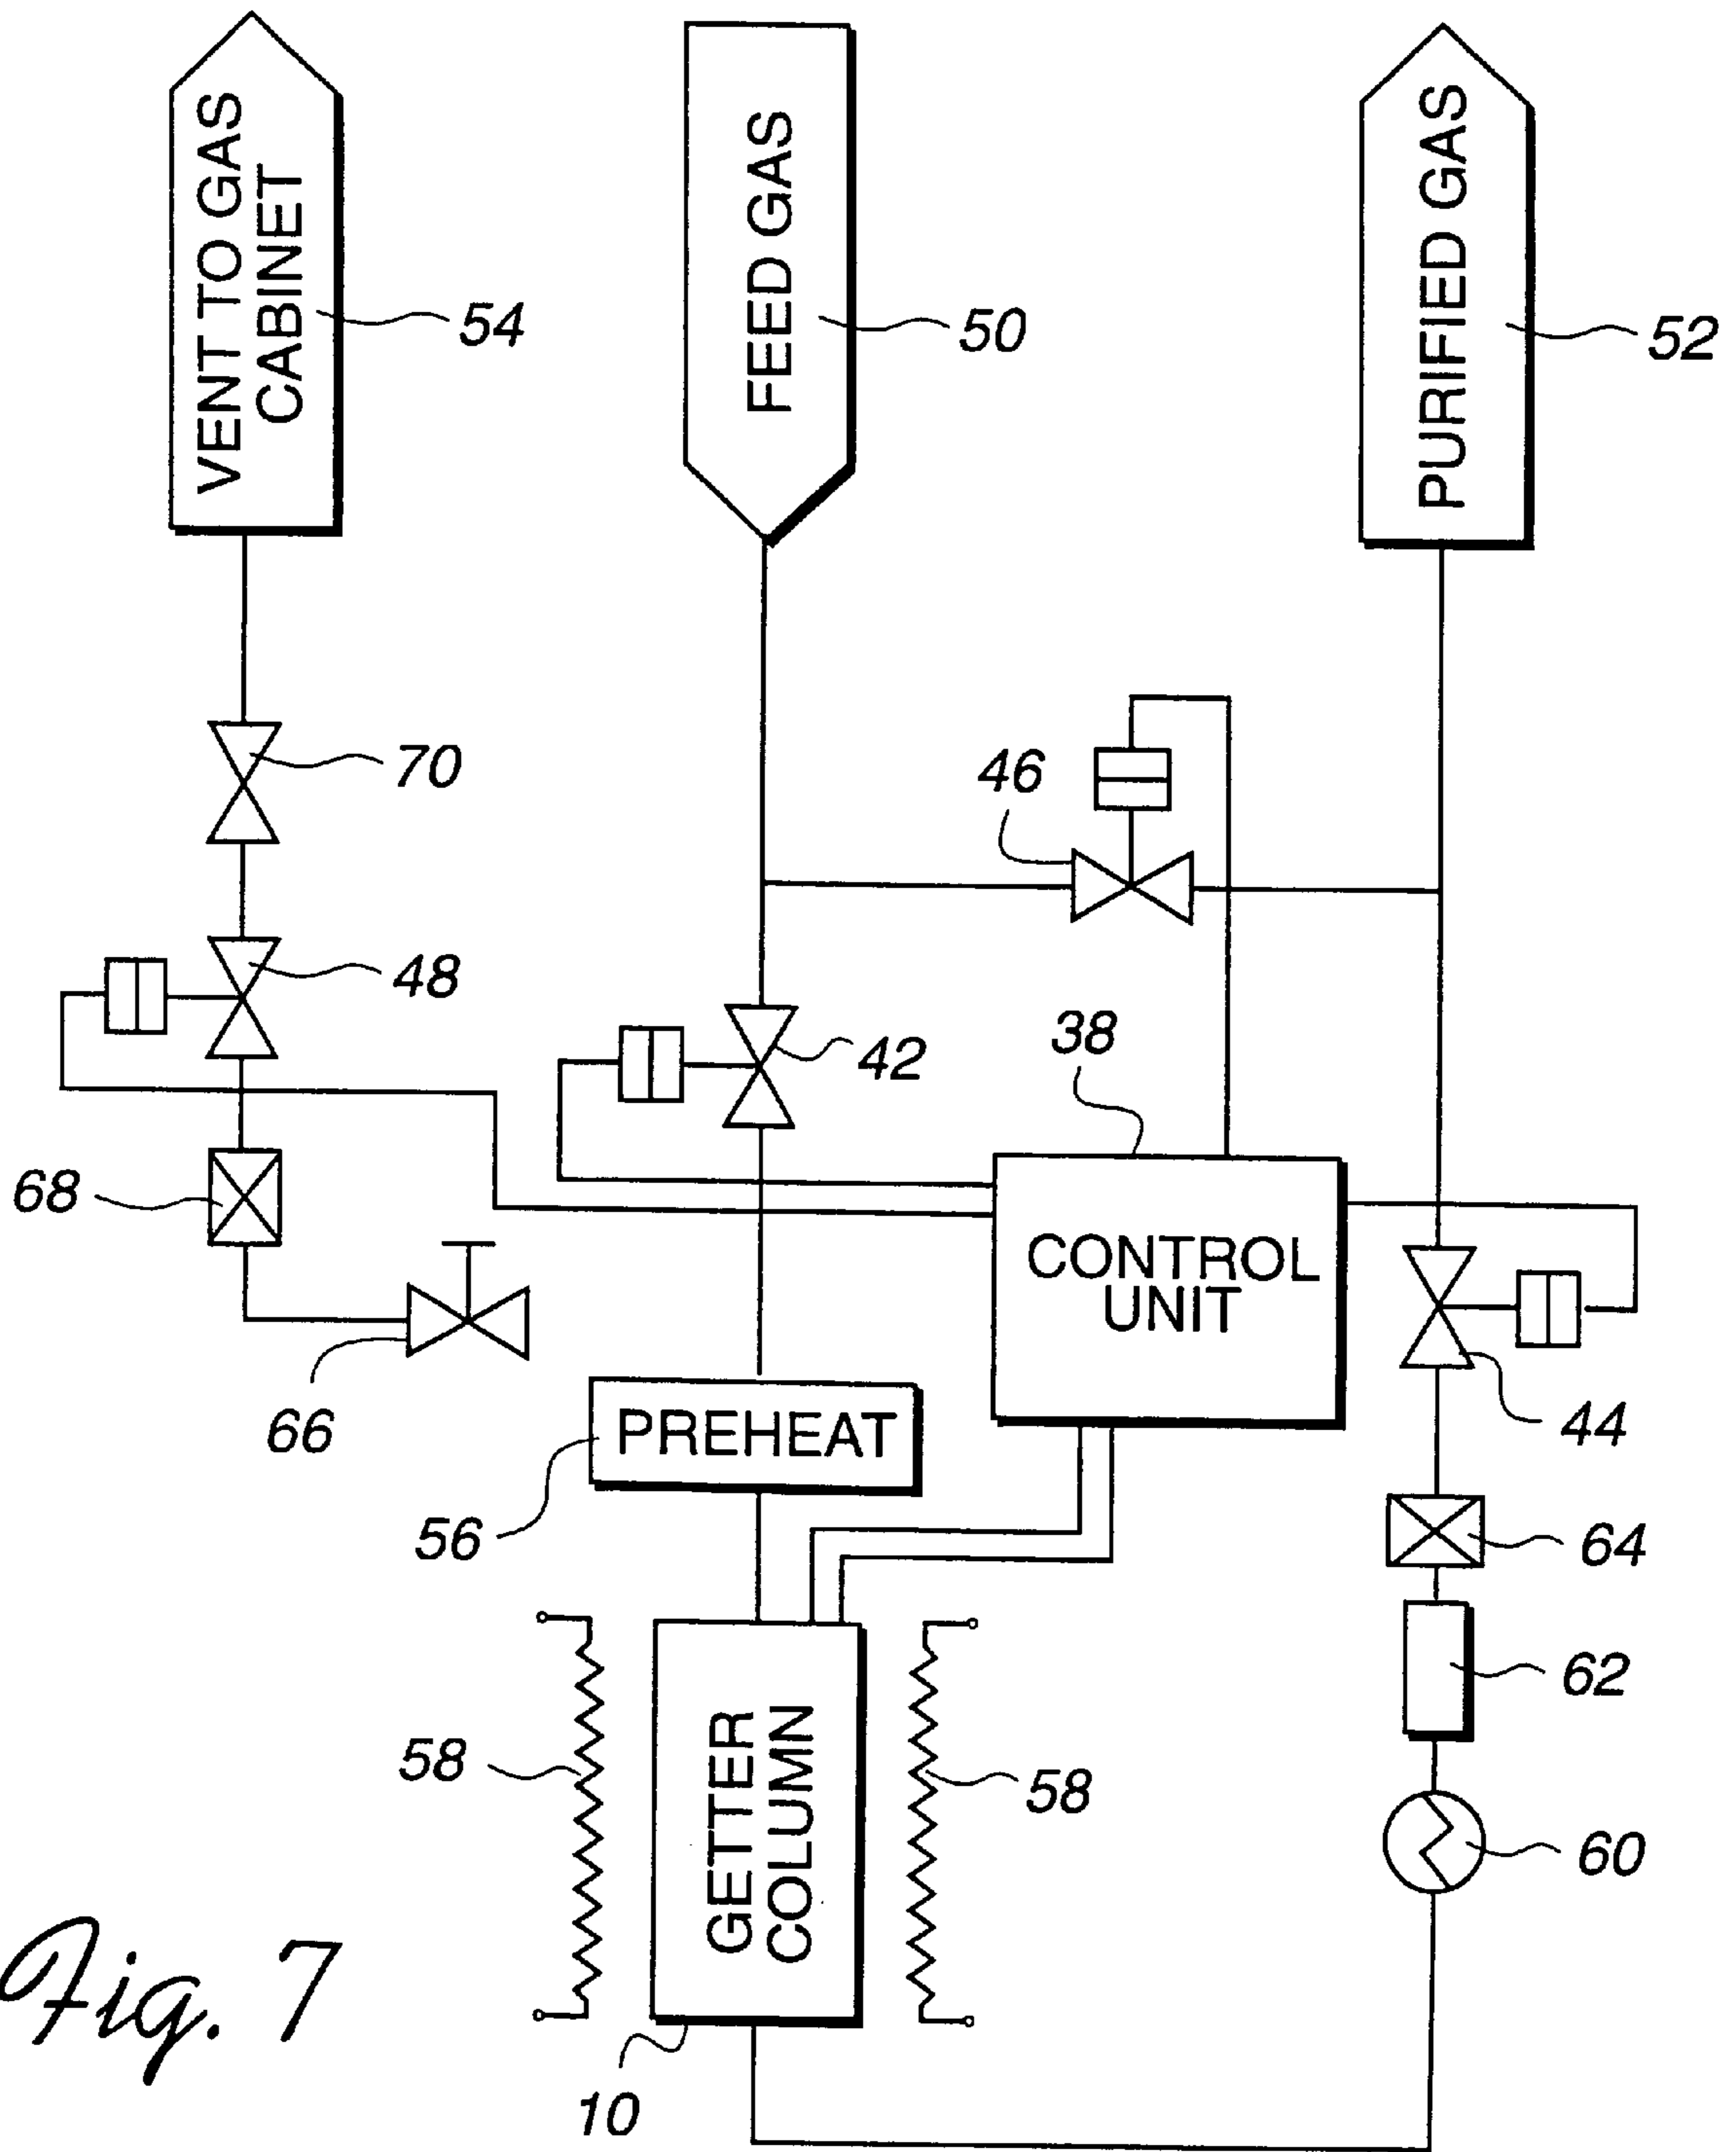 VENT TO GAS
CABINET
54
FEED GAS
50
PURIFIED GAS
52
70
46
48
42
38
68
CONTROL
UNIT
66
PREHEAT
44
56
64
62
58
GETTER
COLUMN
58
60
Fig. 7
10